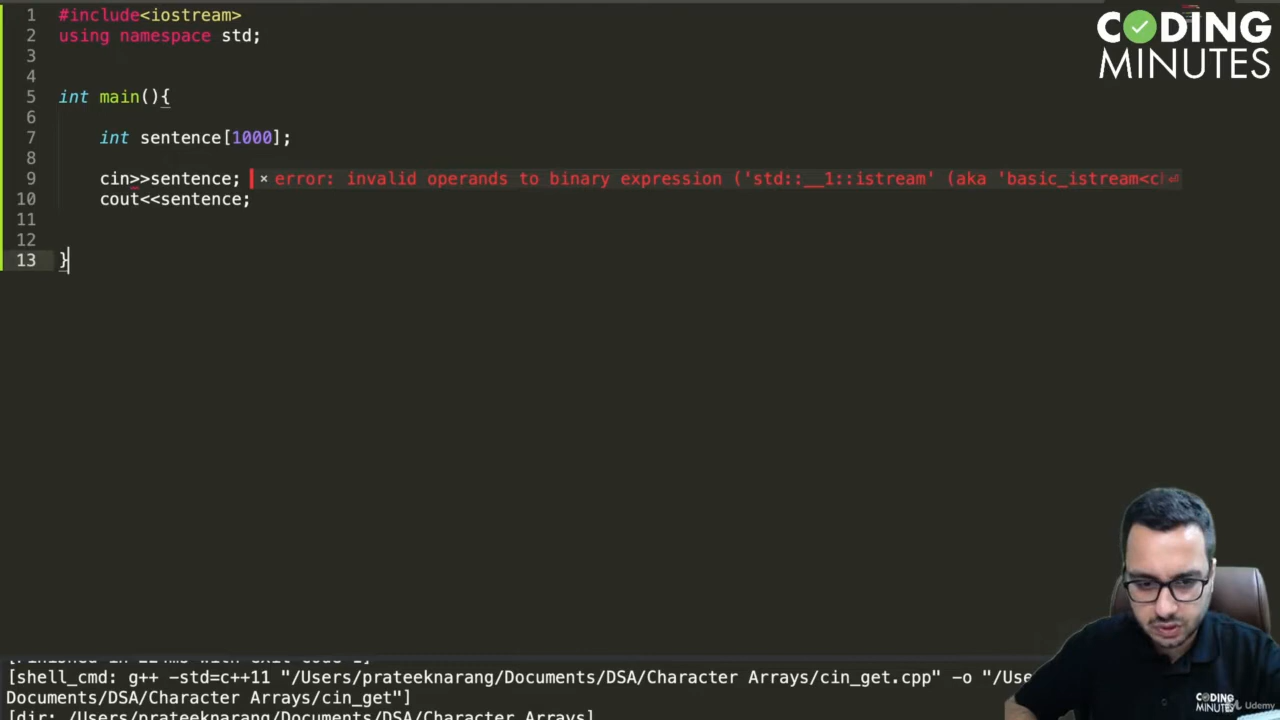 1 #include<iostream>
2 using namespace std;
3
4
5 int main(){
6
7 int sentence[1000];
8
9 cin>>sentence; × error: invalid operands to binary expression ('std::__1::istream' (aka 'basic_istream<c
10 cout<<sentence;
11
12
13 }
CODING
MINUTES
[shell_cmd: g++ -std=c++11 "/Users/prateeknarang/Documents/DSA/Character Arrays/cin_get.cpp" -o "/Use
Documents/DSA/Character Arrays/cin_get"]
[dir: /Users/prateeknarang/Documents/DSA/Character Arrays]
CODING
MINUTES
Udemy